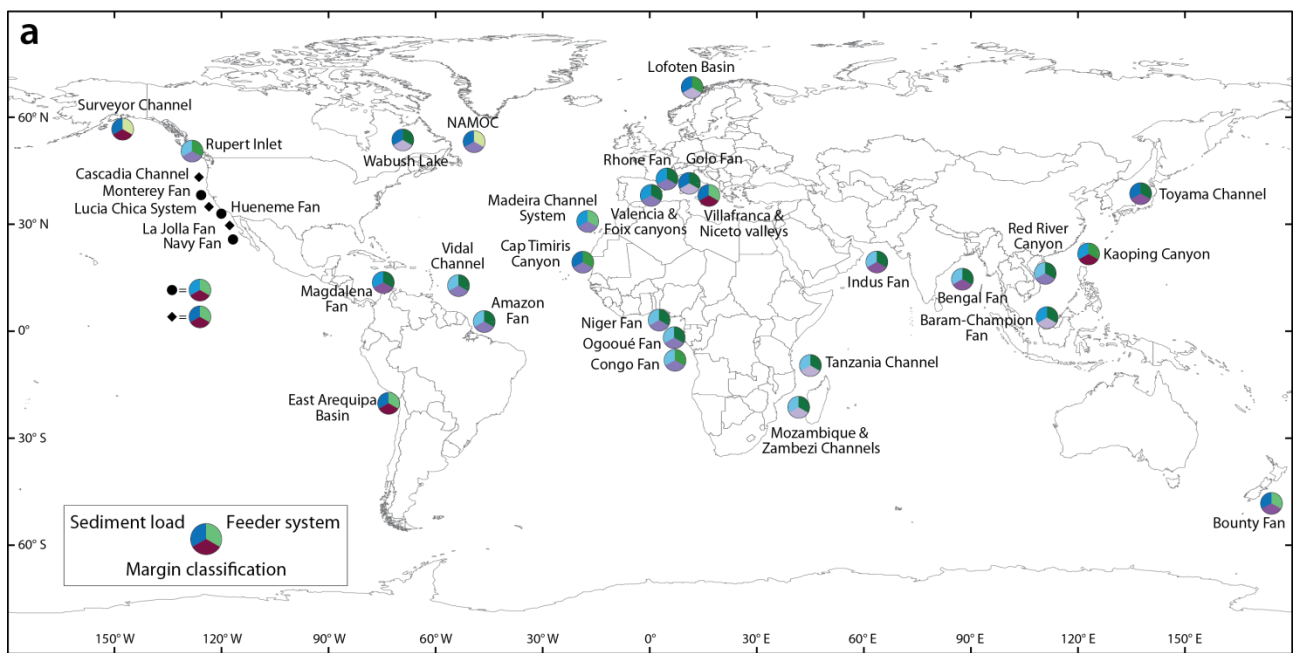 a
Lofoten Basin
Surveyor Channel
60° N
NAMOC
Rupert Inlet
Wabush Lake
Rhone Fan
Golo Fan
Cascadia Channel
Monterey Fan
Lucia Chica System
Hueneme Fan
La Jolla Fan
Navy Fan
30° N
Madeira Channel
System
Valencia &
Foix canyons
Villafranca &
Niceto valleys
Toyama Channel
Red River
Canyon
Kaoping Canyon
Cap Timiris
Canyon
Vidal
Channel
Magdalena
Fan
Amazon
Fan
Indus Fan
Bengal Fan
Baram-Champion
Fan
=
=
0°
Niger Fan
Ogooué Fan
Congo Fan
Tanzania Channel
East Arequipa
Basin
30° S
Mozambique &
Zambezi Channels
Bounty Fan
Sediment load
Feeder system
Margin classification
60° S
150° W
120° W
90° W
60° W
30° W
0°
30° E
60° E
90° E
120° E
150° E